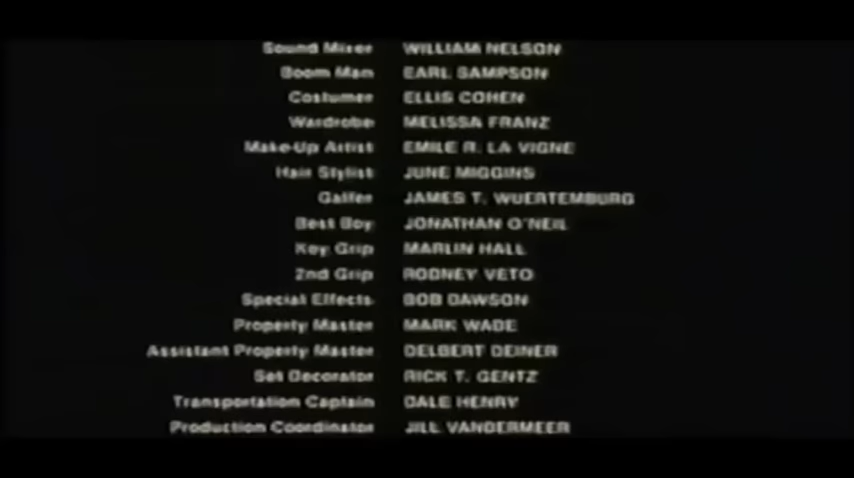 Sound Mixer WILLIAM NELSON
Boom Man EARL SAMPSON
Costumer ELLIS COHEN
Wardrobe MELISSA FRANZ
Make-Up Artist EMILE R. LA VIGNE
Hair Stylist JUNE MIGGINS
Gaffer JAMES T. WUERTEMBURG
Best Boy JONATHAN O'NEIL
Key Grip MARLIN HALL
2nd Grip RODNEY VETO
Special Effects BOB DAWSON
Property Master MARK WADE
Assistant Property Master DELBERT DEINER
Set Decorator RICK T. GENTZ
Transportation Captain DALE HENRY
Production Coordinator JILL VANDERMEER